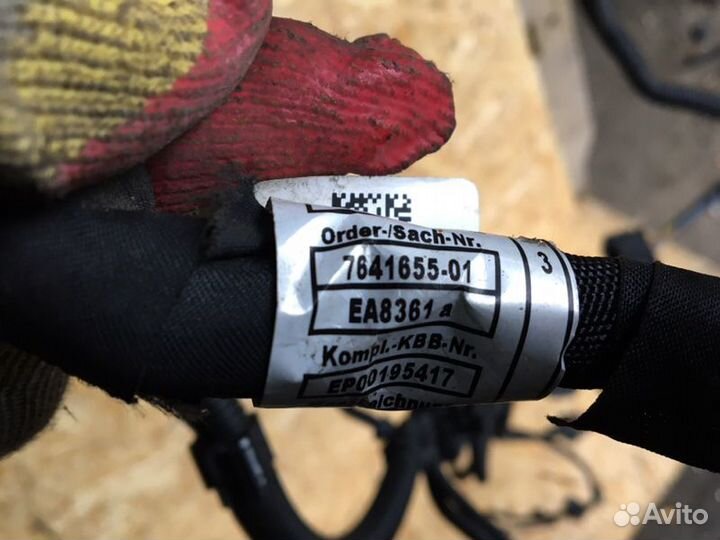 Order-/Sach-Nr.
7641655-01
EA8361 a
Kompl.-KBB-Nr.
EP00195417
3
Avito